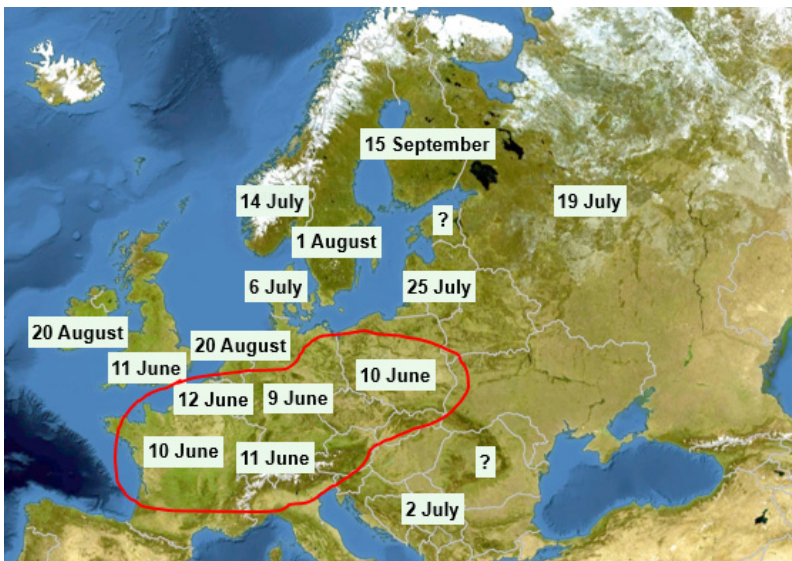 15 September
14 July
19 July
?
1 August
6 July
25 July
20 August
20 August
11 June
10 June
12 June
9 June
10 June
11 June
?
2 July